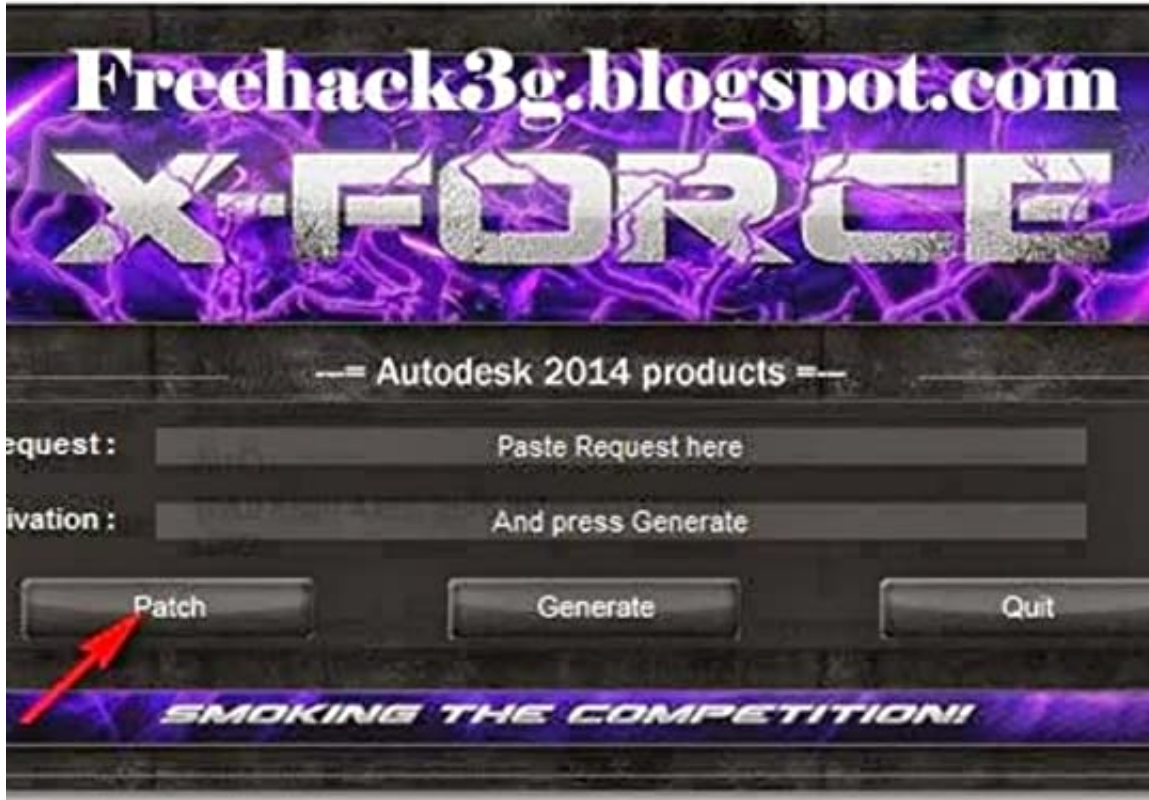 Freehack3g.blogspot.com
X-FORCE
---= Autodesk 2014 products =---
equest :
Paste Request here
ivation :
And press Generate
Patch
Generate
Quit
SMOKING THE COMPETITION!